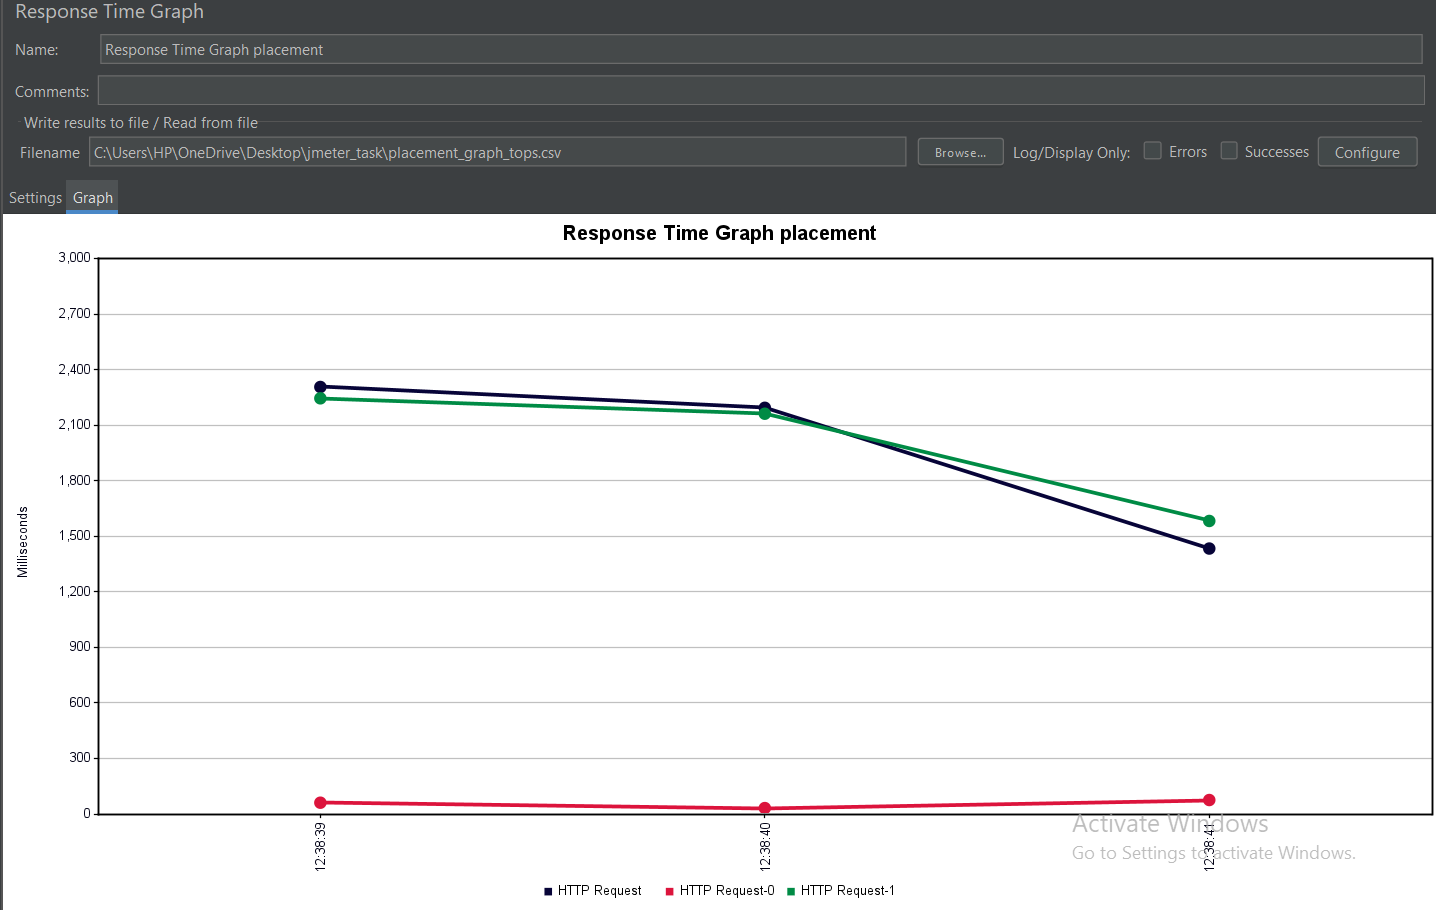 Response Time Graph
Name: Response Time Graph placement
Comments:
Write results to file / Read from file
Filename C:\Users\HP\OneDrive\Desktop\jmeter_task\placement_graph_tops.csv Browse... Log/Display Only: Errors Successes Configure
Settings Graph
Response Time Graph placement
3,000
2,700
2,400
2,100
1,800
1,500
1,200
900
600
300
0
Milliseconds
12:38:39
12:38:40
12:38:41
Activate Windows
Go to Settings to activate Windows.
HTTP Request HTTP Request-0 HTTP Request-1